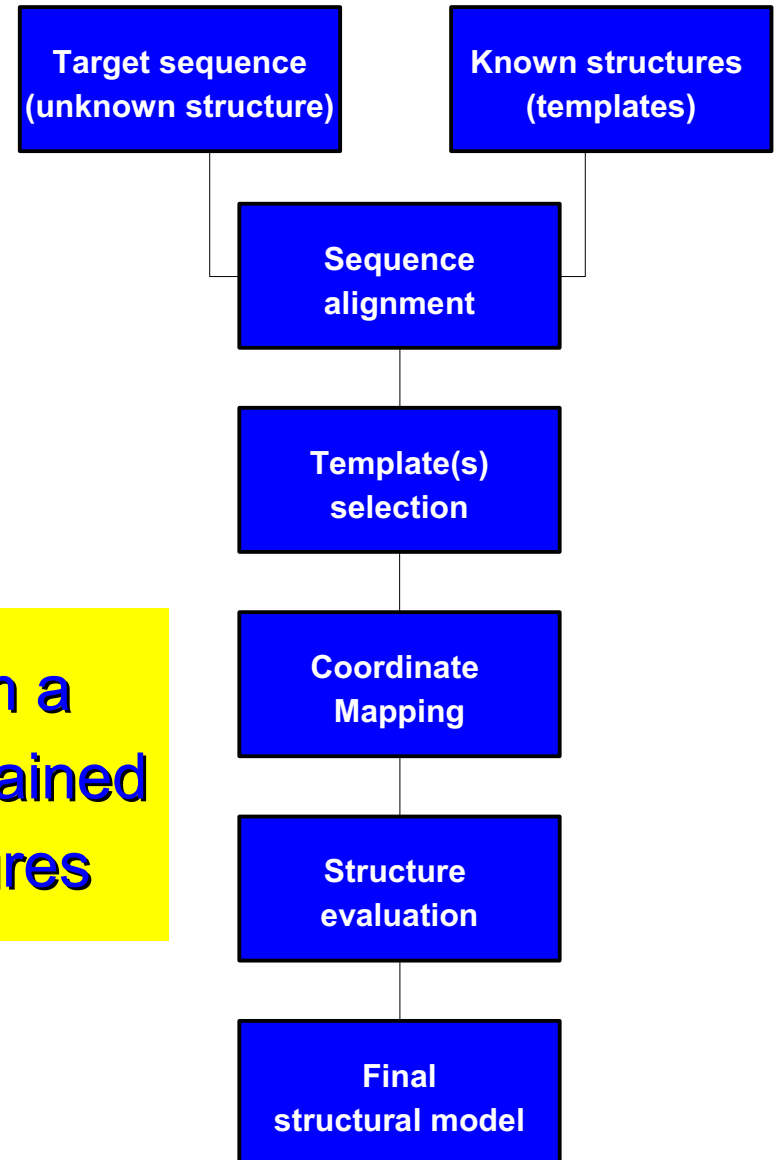 Target sequence
(unknown structure)
Known structures
(templates)
Sequence
alignment
Template(s)
selection
Coordinate
Mapping
a
Structure
evaluation
Final
structural model